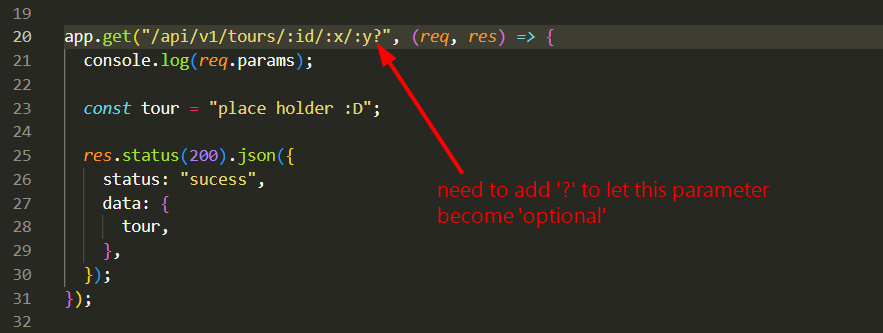 19
20 app.get("/api/v1/tours/:id/:x/:y?", (req, res) => {
21 console.log(req.params);
22
23 const tour = "place holder :D";
24
25 res.status(200).json({
26 status: "sucess",
27 data: {
28 tour,
29 },
30 });
31 });
32
need to add '?' to let this parameter
become 'optional'